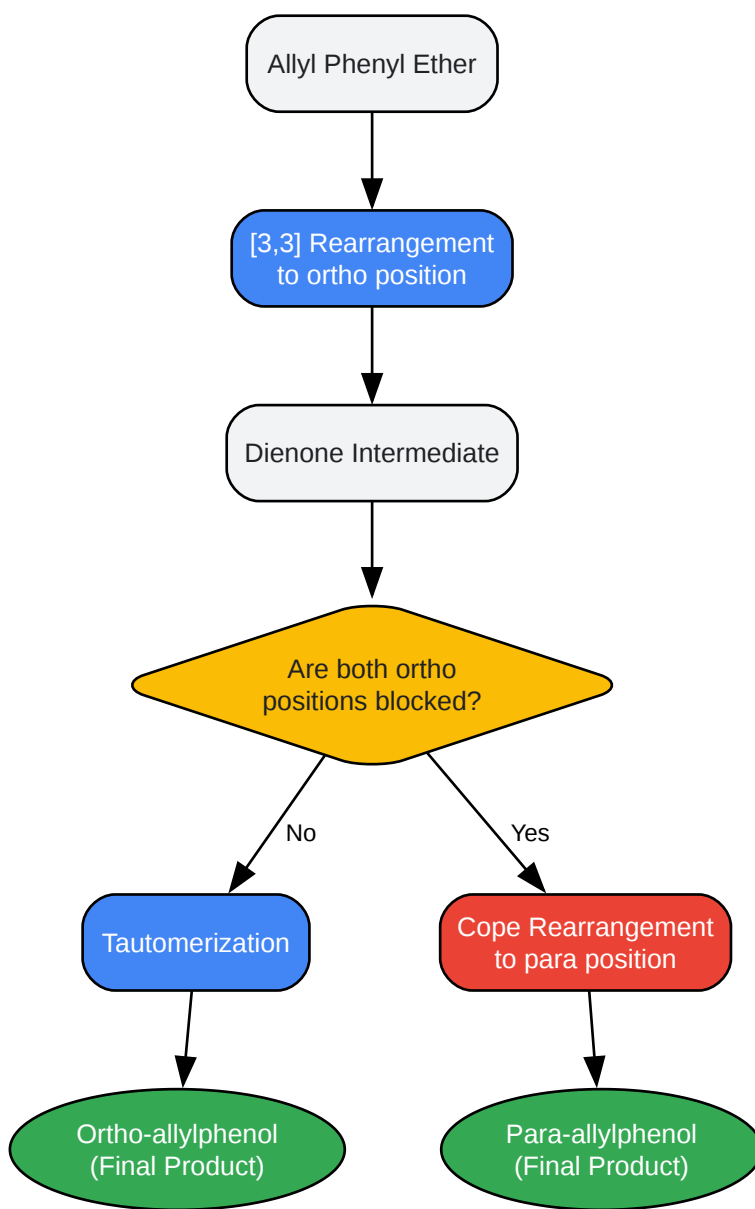 Allyl Phenyl Ether
[3,3] Rearrangement
to ortho position
Dienone Intermediate
Are both ortho
positions blocked?
No
Yes
Tautomerization
Cope Rearrangement
to para position
Ortho-allylphenol
(Final Product)
Para-allylphenol
(Final Product)